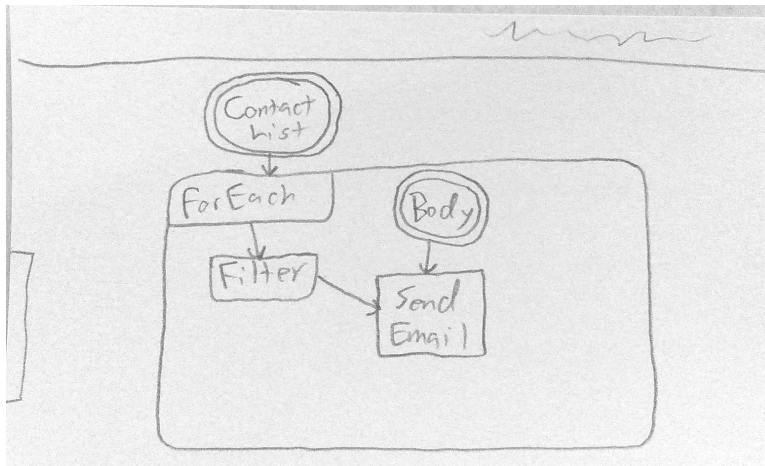 Contact
List
ForEach
Body
Filter
Send
Email